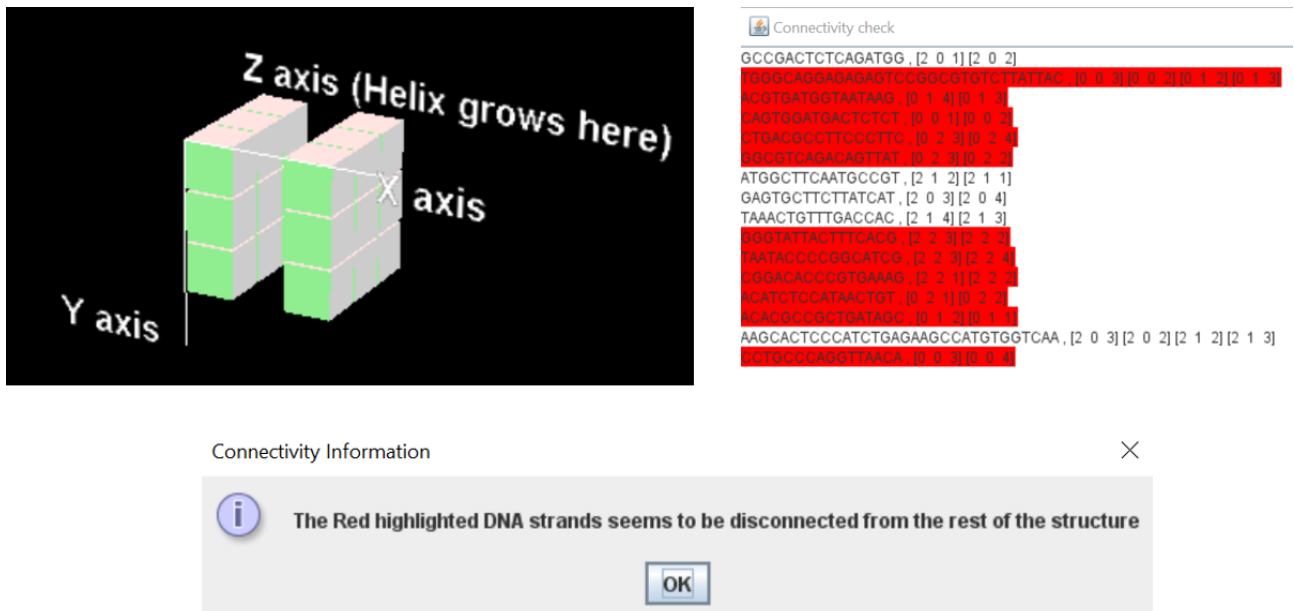 Z axis (Helix grows here)
X axis
Y axis
Connectivity check
GCCGACTCTCAGATGG , [2 0 1] [2 0 2]
TGGGCAGGAGAGAGTCCGGCGTGTCTTATTAC , [0 0 3] [0 0 2] [0 1 2] [0 1 3]
ACGTGATGGTAATAAG , [0 1 4] [0 1 3]
CAGTGGATGACTCTCT , [0 0 1] [0 0 2]
CTGACGCCTTCCCTTC , [0 2 3] [0 2 4]
GGCGTCAGACAGTTAT , [0 2 3] [0 2 2]
ATGGCTTCAATGCCGT , [2 1 2] [2 1 1]
GAGTGCTTCTTATCAT , [2 0 3] [2 0 4]
TAAACTGTTTGACCAC , [2 1 4] [2 1 3]
GGGTATTACTTTCACG , [2 2 3] [2 2 2]
TAATACCCCGGCATCG , [2 2 3] [2 2 4]
CGGACACCCGTGAAAG , [2 2 1] [2 2 2]
ACATCTCCATAACTGT , [0 2 1] [0 2 2]
ACACGCCGCTGATAGC , [0 1 2] [0 1 1]
AAGCACTCCCATCTGAGAAGCCATGTGGTCAA , [2 0 3] [2 0 2] [2 1 2] [2 1 3]
CCTGCCCAGGTTAACA , [0 0 3] [0 0 4]
Connectivity Information
The Red highlighted DNA strands seems to be disconnected from the rest of the structure
OK